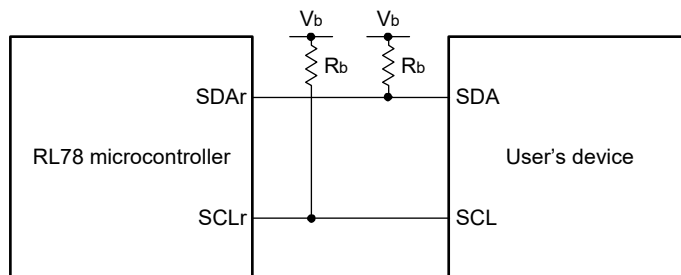 Vb Vb
Rb Rb
SDAr SDA
RL78 microcontroller User’s device
SCLr SCL